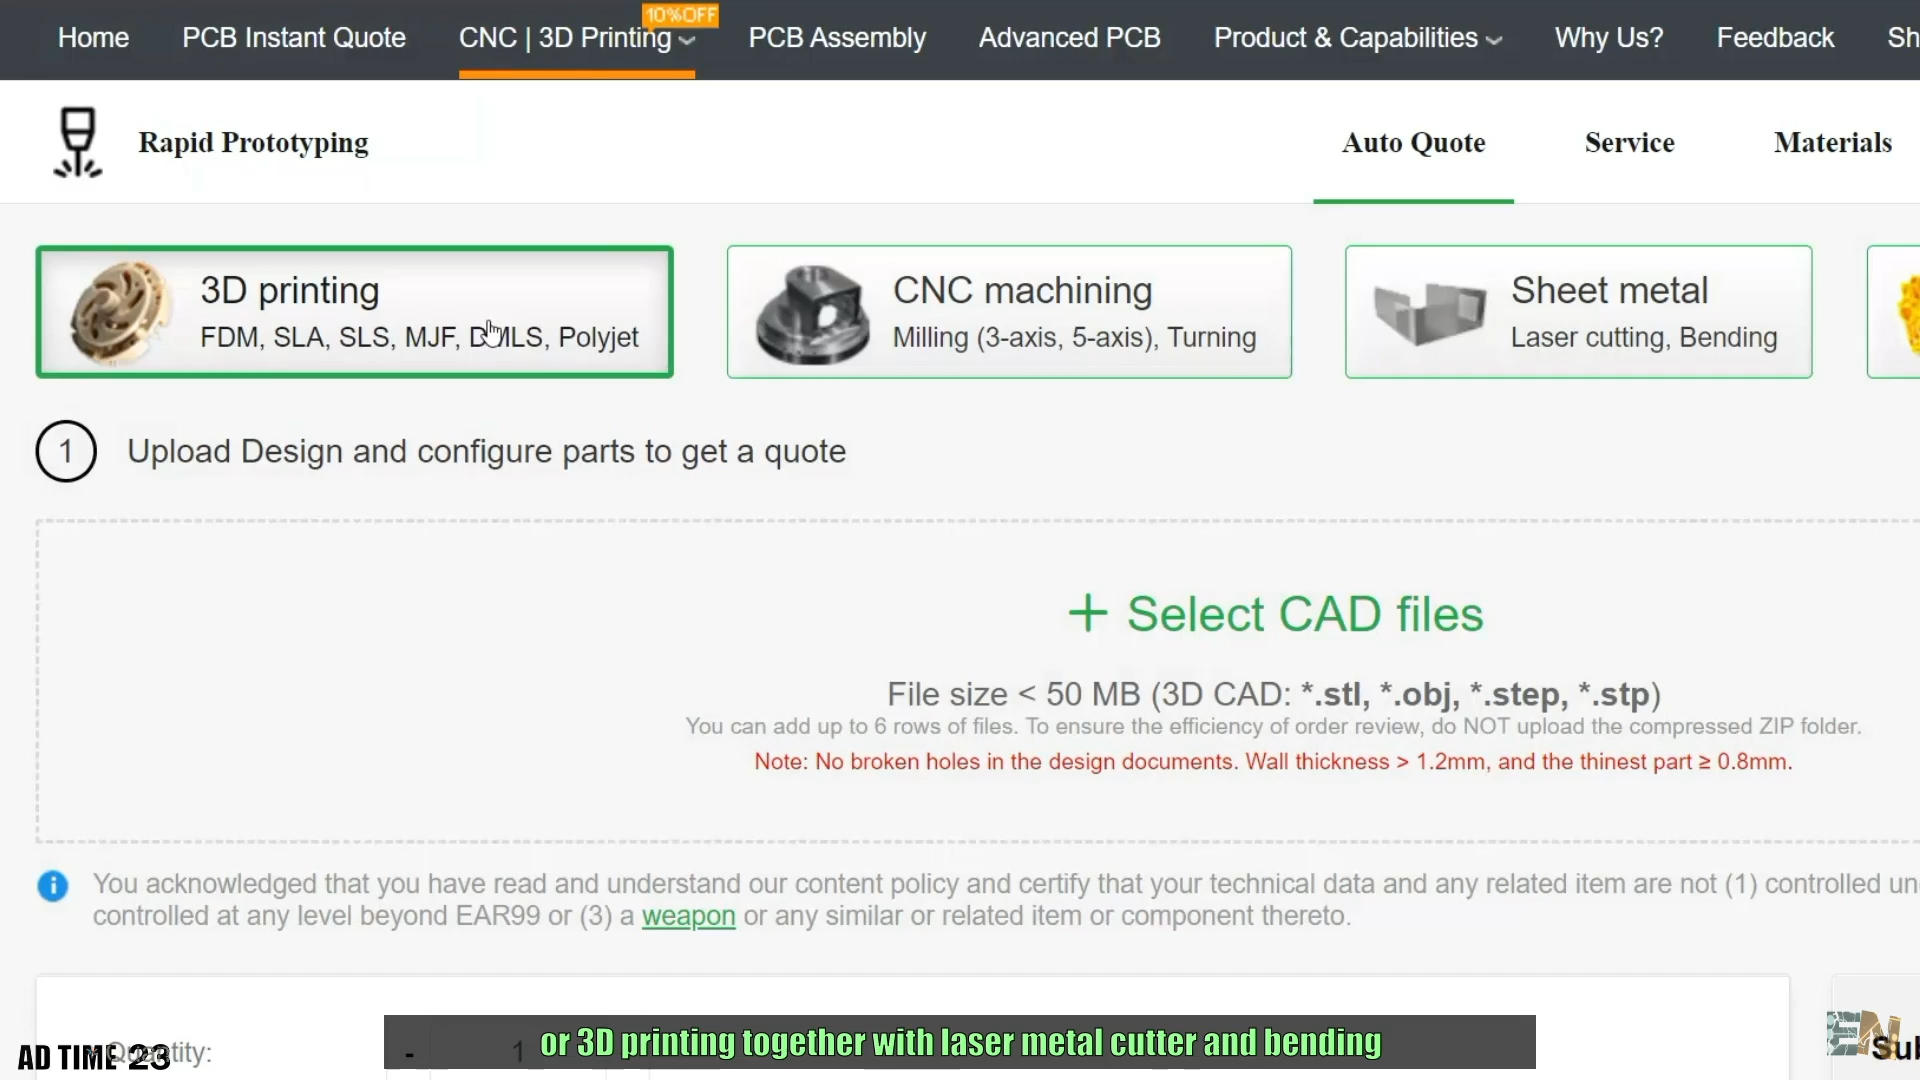 10%OFF
Home PCB Instant Quote CNC | 3D Printing PCB Assembly Advanced PCB Product & Capabilities Why Us? Feedback Sh
Rapid Prototyping Auto Quote Service Materials
3D printing
FDM, SLA, SLS, MJF, DMLS, Polyjet
CNC machining
Milling (3-axis, 5-axis), Turning
Sheet metal
Laser cutting, Bending
1 Upload Design and configure parts to get a quote
+ Select CAD files
File size < 50 MB (3D CAD: *.stl, *.obj, *.step, *.stp)
You can add up to 6 rows of files. To ensure the efficiency of order review, do NOT upload the compressed ZIP folder.
Note: No broken holes in the design documents. Wall thickness > 1.2mm, and the thinest part ≥ 0.8mm.
You acknowledged that you have read and understand our content policy and certify that your technical data and any related item are not (1) controlled un
controlled at any level beyond EAR99 or (3) a weapon or any similar or related item or component thereto.
Quantity: - 1
AD TIME 23
or 3D printing together with laser metal cutter and bending
EN
Sub